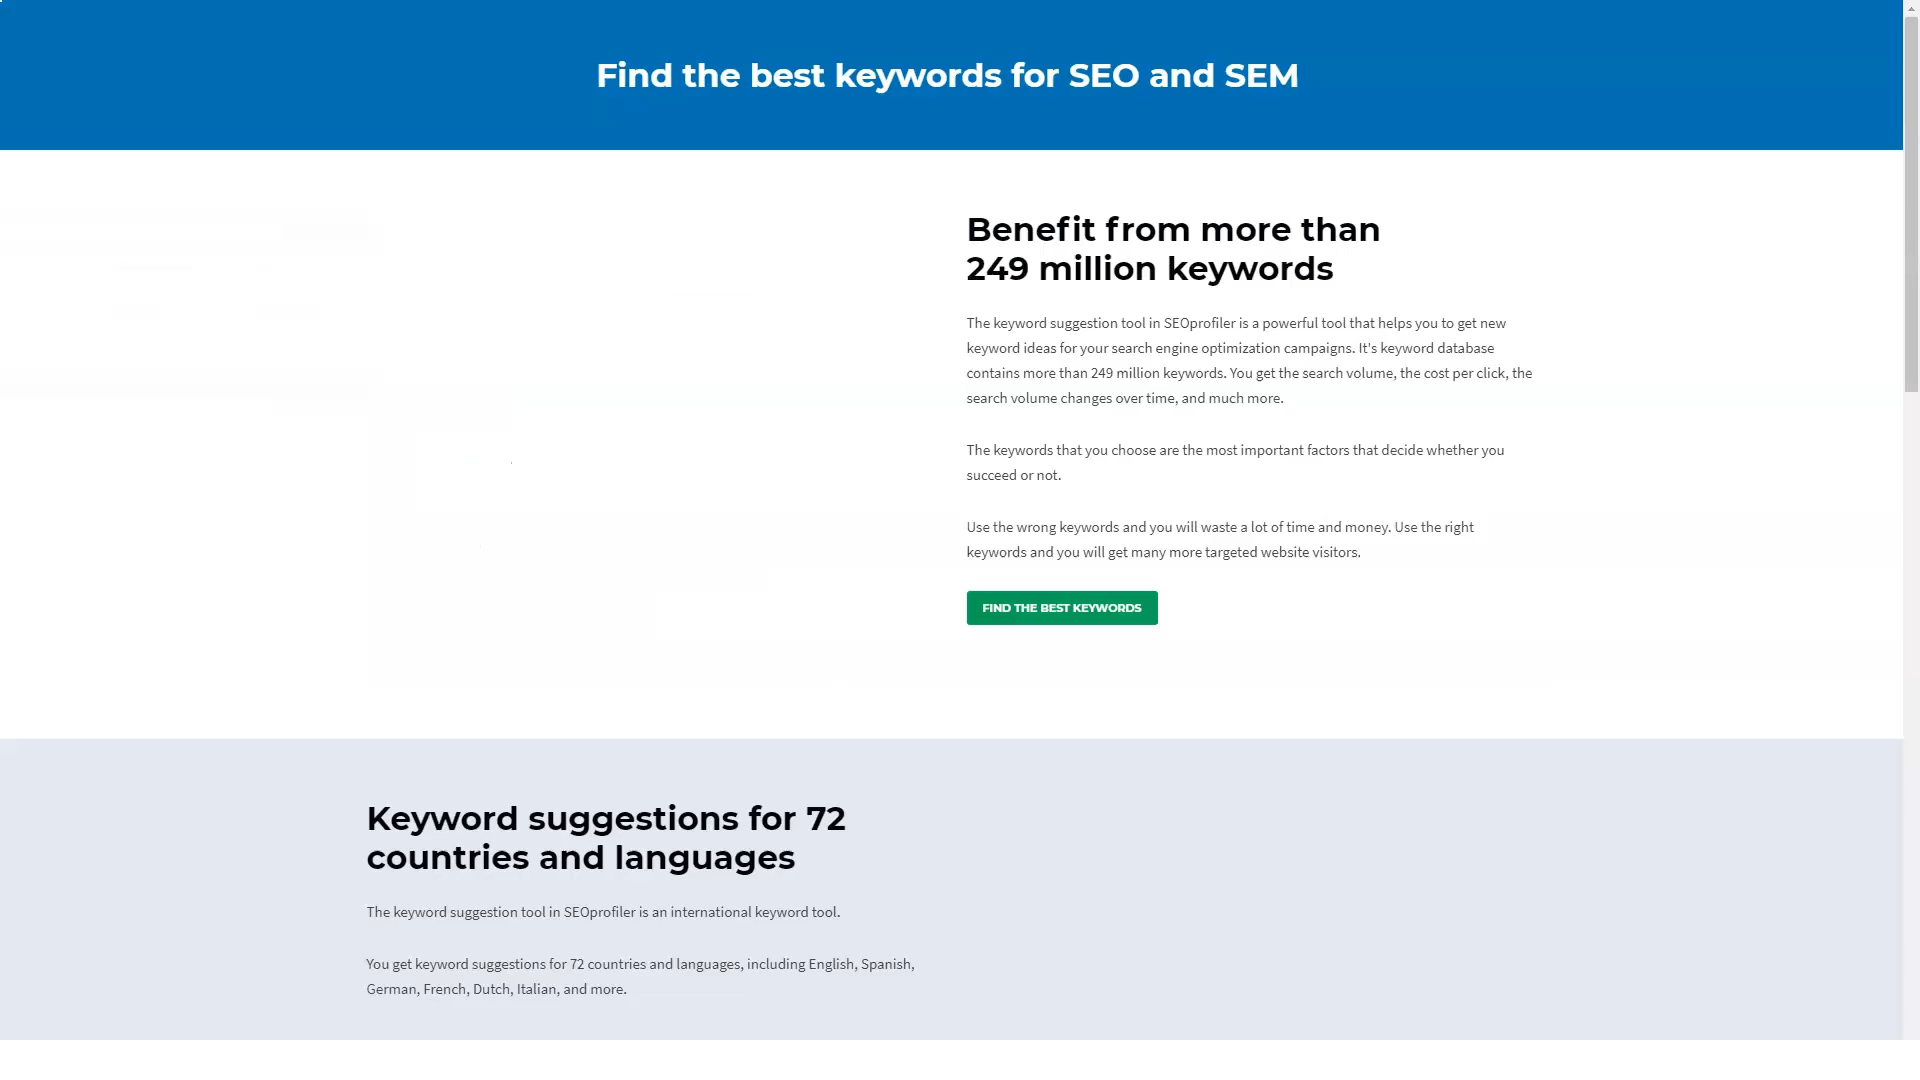 Find the best keywords for SEO and SEM
Benefit from more than
249 million keywords
The keyword suggestion tool in SEOprofiler is a powerful tool that helps you to get new
keyword ideas for your search engine optimization campaigns. It's keyword database
contains more than 249 million keywords. You get the search volume, the cost per click, the
search volume changes over time, and much more.
The keywords that you choose are the most important factors that decide whether you
succeed or not.
Use the wrong keywords and you will waste a lot of time and money. Use the right
keywords and you will get many more targeted website visitors.
FIND THE BEST KEYWORDS
Keyword suggestions for 72
countries and languages
The keyword suggestion tool in SEOprofiler is an international keyword tool.
You get keyword suggestions for 72 countries and languages, including English, Spanish,
German, French, Dutch, Italian, and more.